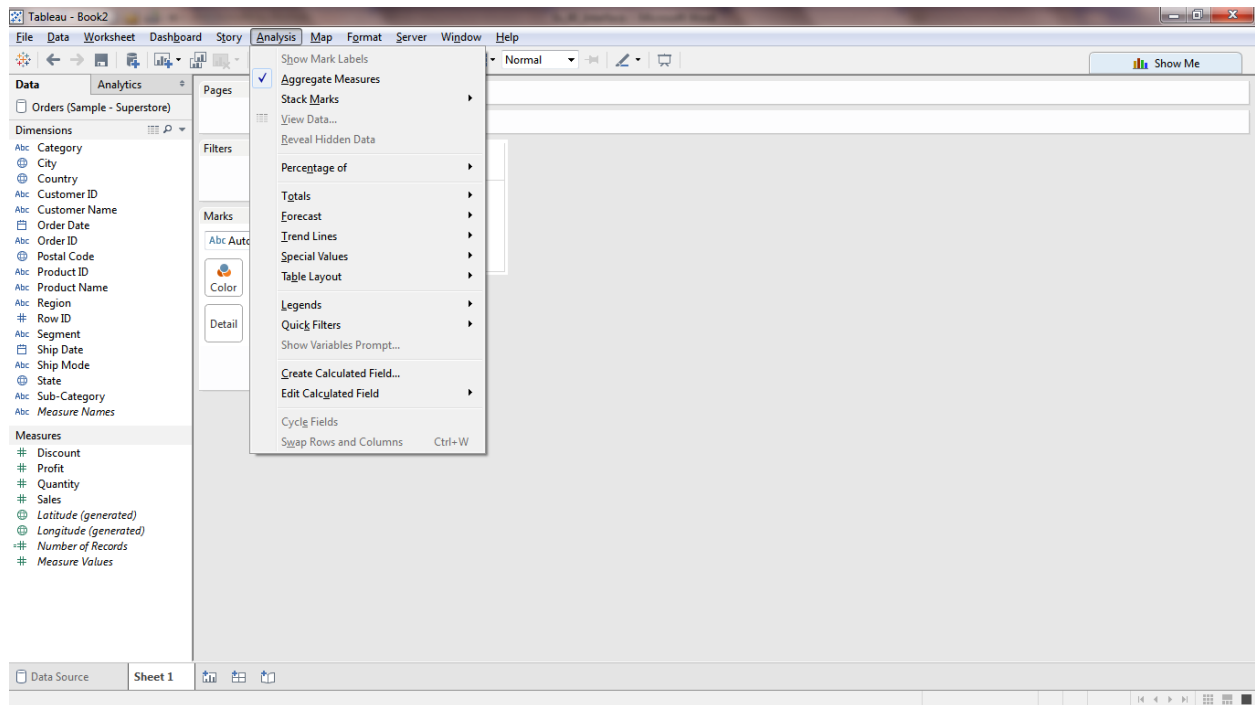 Tableau - Book2
File Data Worksheet Dashboard Story Analysis Map Format Server Window Help
Normal
Show Me
Data Analytics
Orders (Sample - Superstore)
Dimensions
Abc Category
City
Country
Abc Customer ID
Abc Customer Name
Order Date
Abc Order ID
Postal Code
Abc Product ID
Abc Product Name
Abc Region
# Row ID
Abc Segment
Ship Date
Abc Ship Mode
State
Abc Sub-Category
Abc Measure Names
Measures
# Discount
# Profit
# Quantity
# Sales
Latitude (generated)
Longitude (generated)
=# Number of Records
# Measure Values
Pages
Filters
Marks
Abc Auto
Color
Detail
Show Mark Labels
Aggregate Measures
Stack Marks
View Data...
Reveal Hidden Data
Percentage of
Totals
Forecast
Trend Lines
Special Values
Table Layout
Legends
Quick Filters
Show Variables Prompt...
Create Calculated Field...
Edit Calculated Field
Cycle Fields
Swap Rows and Columns Ctrl+W
Data Source Sheet 1